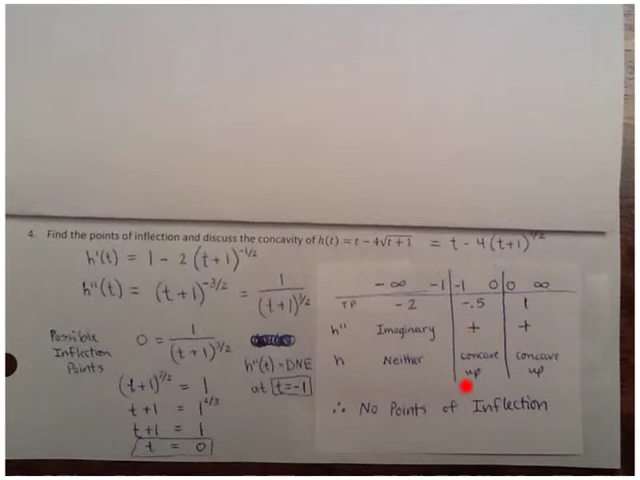 4. Find the points of inflection and discuss the concavity of h(t) = t − 4√(t + 1) = t - 4(t+1)^1/2
h'(t) = 1 - 2(t+1)^-1/2
h"(t) = (t+1)^-3/2 = 1/(t+1)^3/2
Possible Inflection Points
0 = 1/(t+1)^3/2
(t+1)^3/2 = 1
t+1 = 1^2/3
t+1 = 1
t = 0
h"(t) = DNE
at t=-1
-∞ -1 | -1 0 | 0 ∞
TP -2 -.5 1
h" Imaginary + +
h Neither concave up concave up
∴ No Points of Inflection